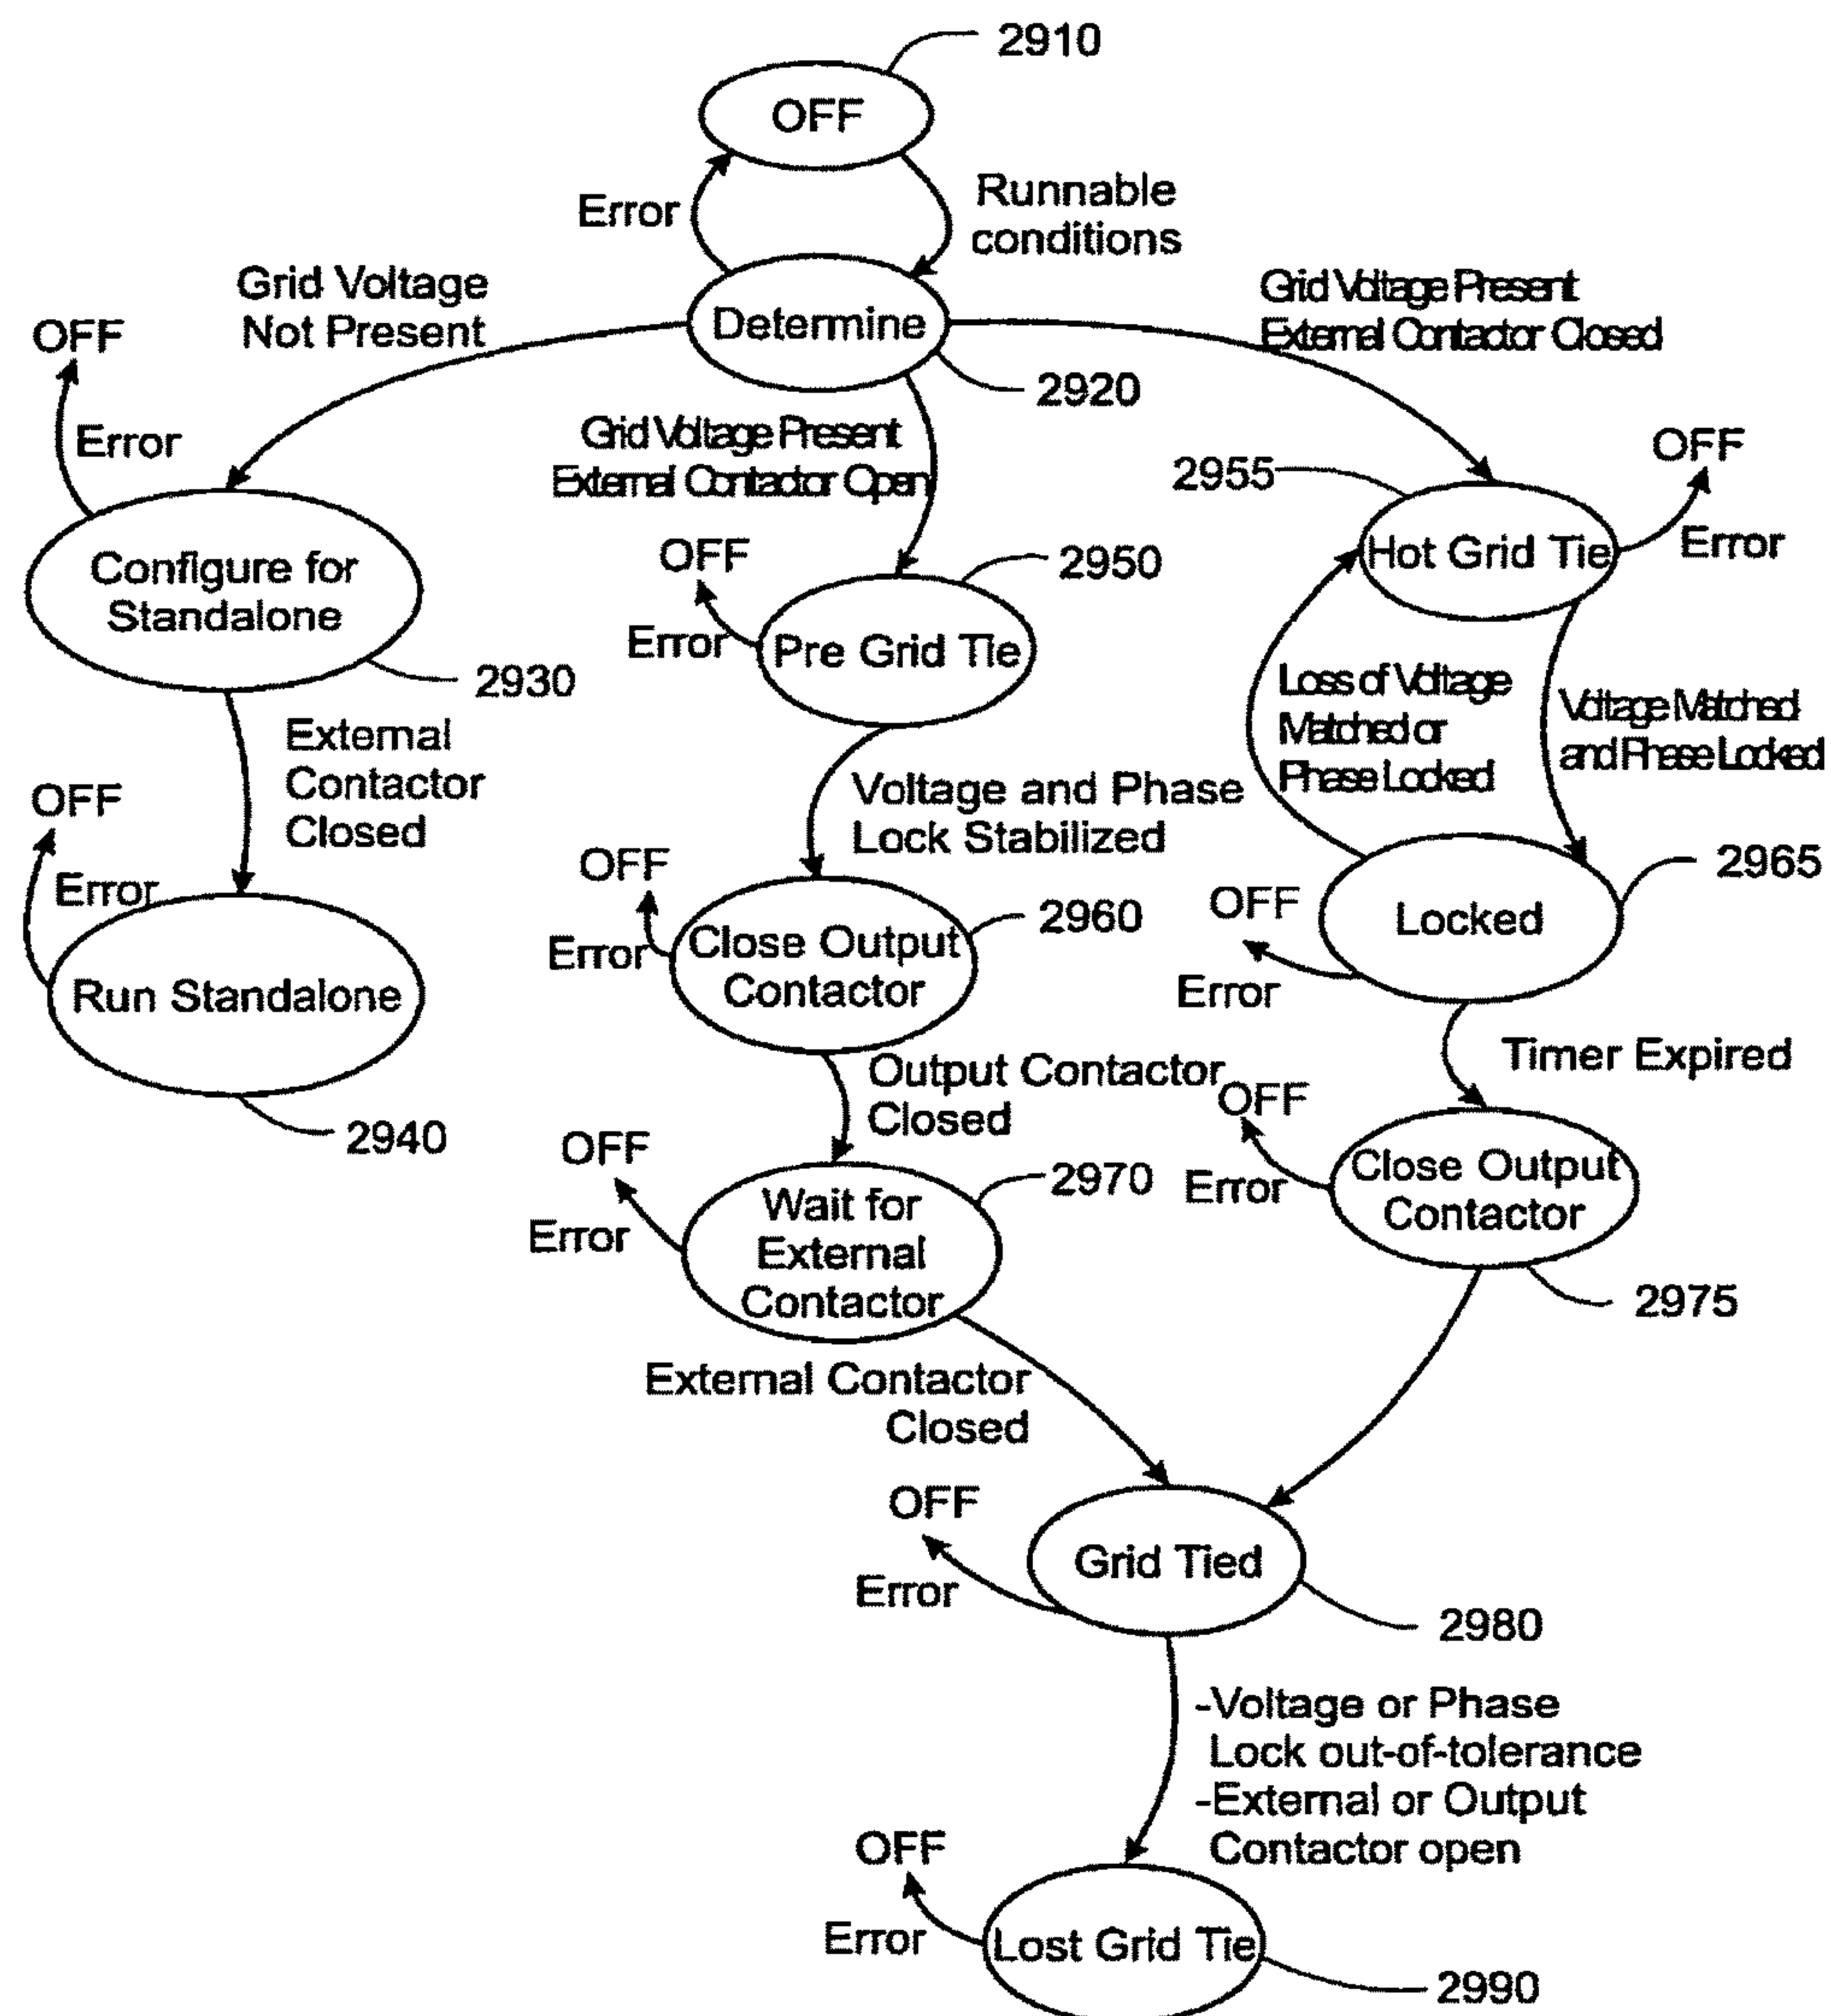 2910
OFF
Error
Runnable
conditions
Grid Voltage
Not Present
Determine
2920
Grid Voltage Present
External Contactor Closed
OFF
Error
Grid Voltage Present
External Contactor Open
2955
OFF
Error
Hot Grid Tie
Configure for
Standalone
2930
OFF
Error
2950
Pre Grid Tie
Loss of Voltage
Matched or
Phase Locked
Voltage Matched
and Phase Locked
External
Contactor
Closed
Voltage and Phase
Lock Stabilized
OFF
Error
Run Standalone
2940
OFF
Error
2960
Close Output
Contactor
2965
OFF
Locked
Error
Timer Expired
Output Contactor
Closed
OFF
Error
Close Output
Contactor
2975
OFF
Error
2970
Wait for
External
Contactor
External Contactor
Closed
OFF
Error
Grid Tied
2980
-Voltage or Phase
Lock out-of-tolerance
-External or Output
Contactor open
OFF
Error
Lost Grid Tie
2990